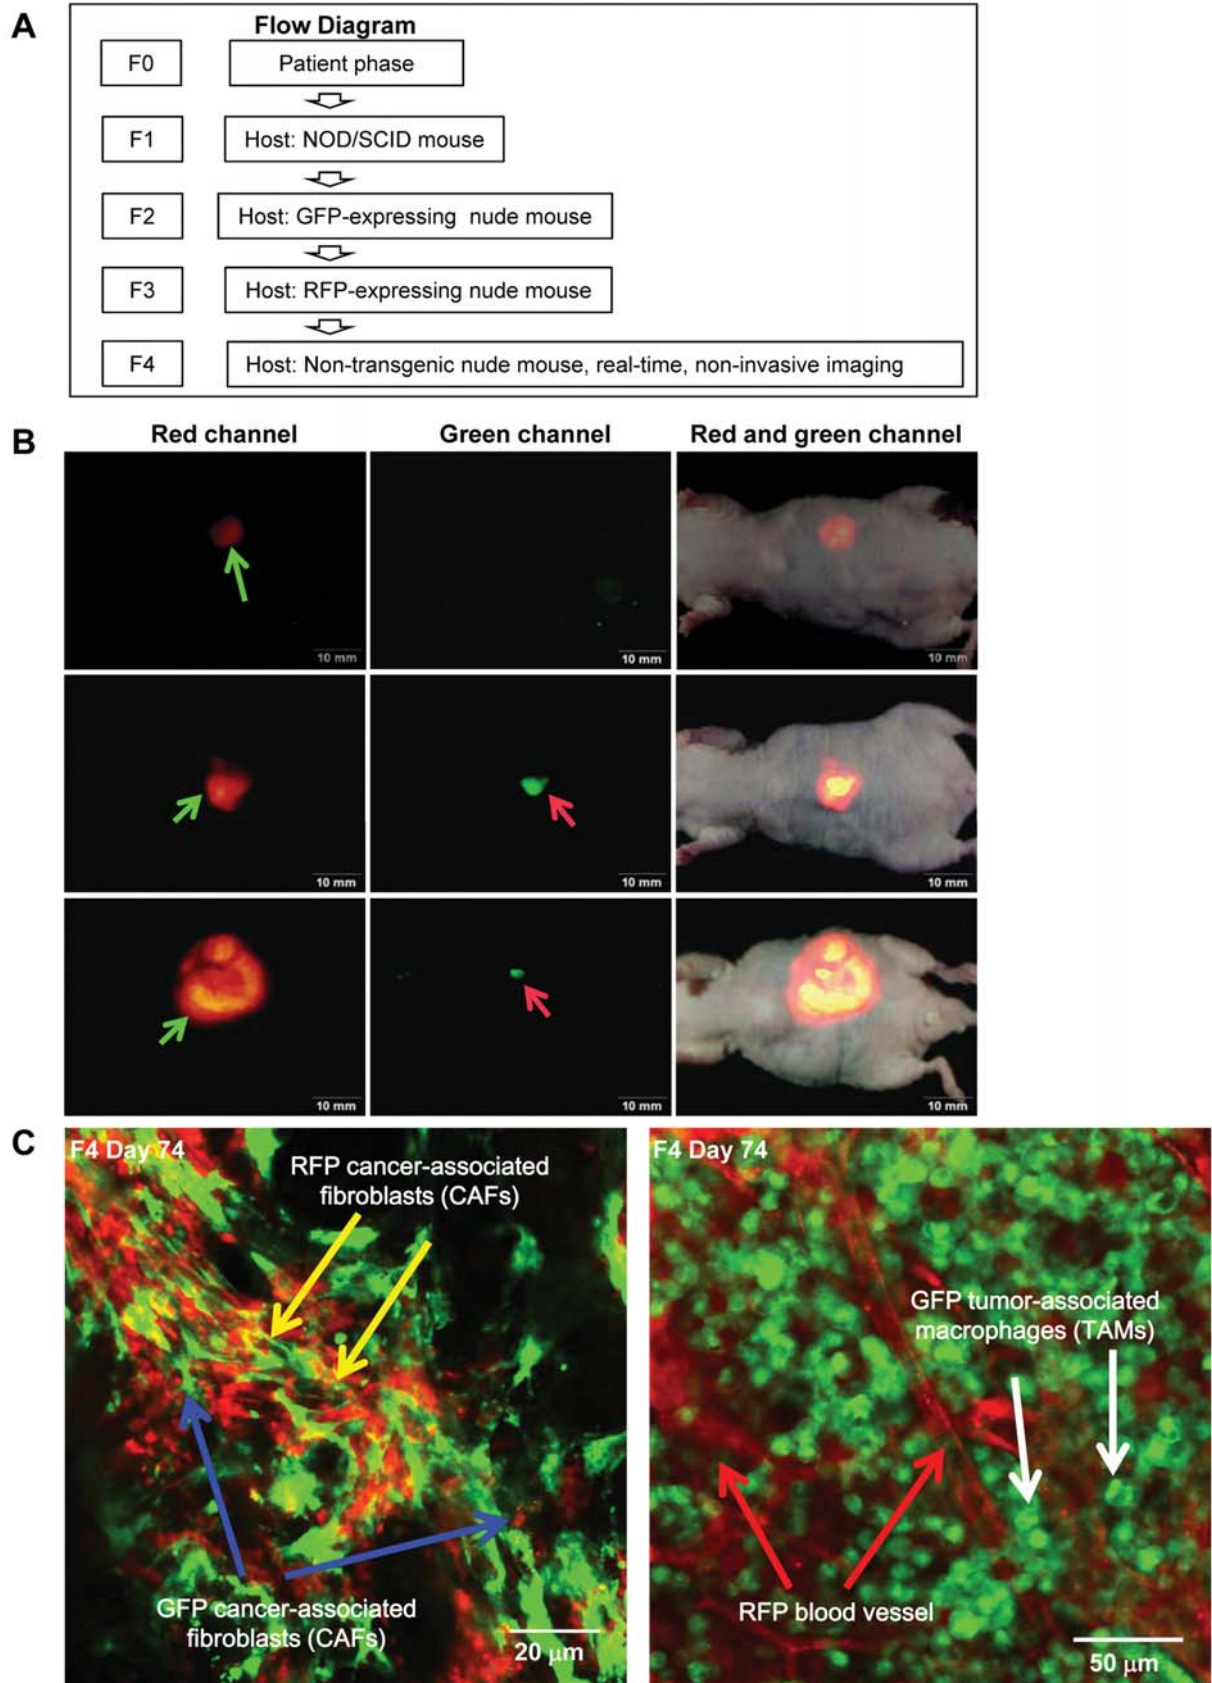 A
Flow Diagram
F0
Patient phase
F1
Host: NOD/SCID mouse
F2
Host: GFP-expressing nude mouse
F3
Host: RFP-expressing nude mouse
F4
Host: Non-transgenic nude mouse, real-time, non-invasive imaging
B
Red channel
Green channel
Red and green channel
10 mm
10 mm
10 mm
10 mm
10 mm
10 mm
10 mm
10 mm
10 mm
C
F4 Day 74
RFP cancer-associated
fibroblasts (CAFs)
GFP cancer-associated
fibroblasts (CAFs)
20 μm
F4 Day 74
GFP tumor-associated
macrophages (TAMs)
RFP blood vessel
50 μm